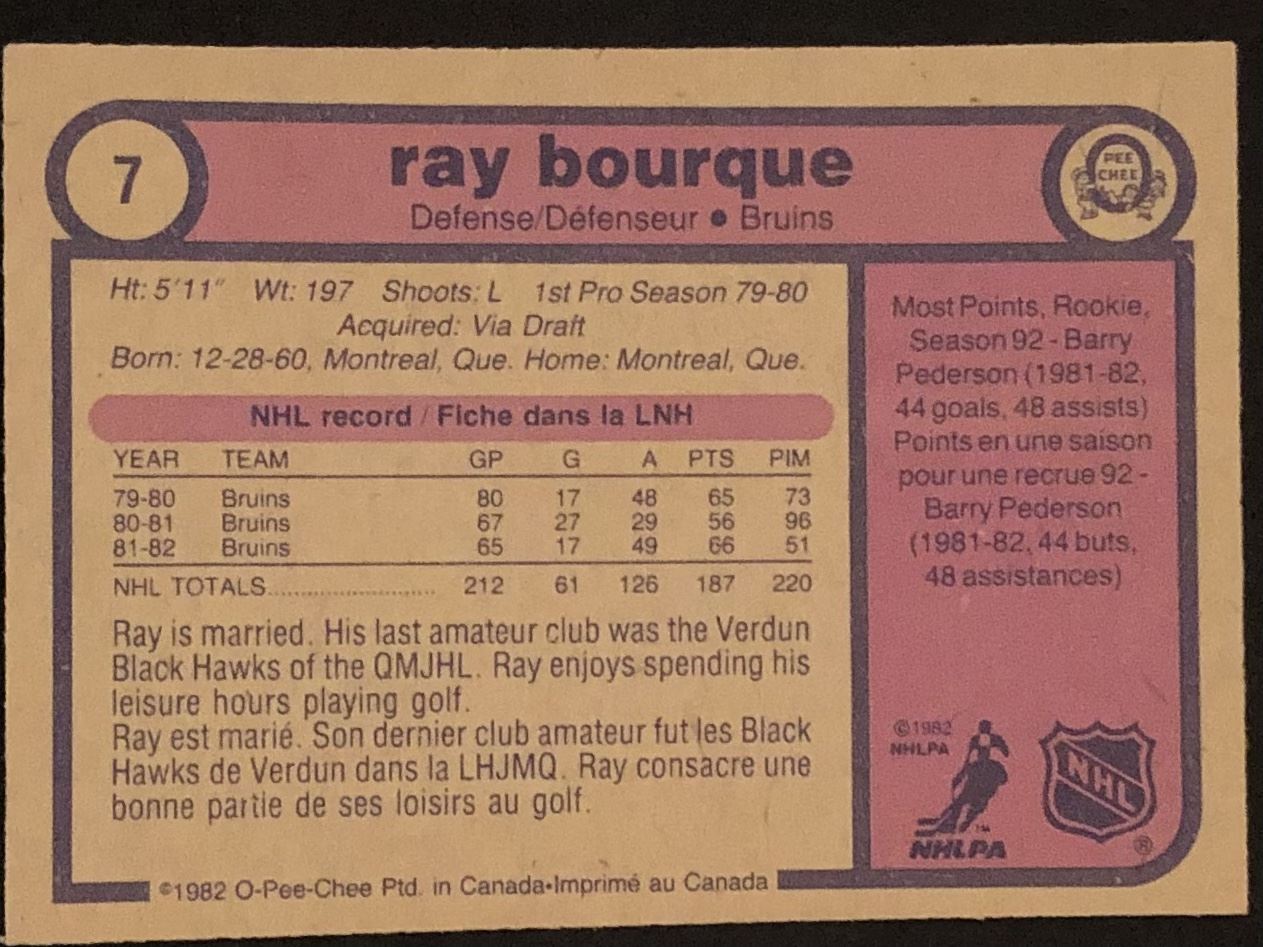 7
ray bourque
Defense/Défenseur • Bruins
PEE
CHEE
Ht: 5'11" Wt: 197 Shoots: L 1st Pro Season 79-80
Acquired: Via Draft
Born: 12-28-60, Montreal, Que. Home: Montreal, Que.
NHL record / Fiche dans la LNH
YEAR TEAM GP G A PTS PIM
79-80 Bruins 80 17 48 65 73
80-81 Bruins 67 27 29 56 96
81-82 Bruins 65 17 49 66 51
NHL TOTALS.......................... 212 61 126 187 220
Ray is married. His last amateur club was the Verdun
Black Hawks of the QMJHL. Ray enjoys spending his
leisure hours playing golf.
Ray est marié. Son dernier club amateur fut les Black
Hawks de Verdun dans la LHJMQ. Ray consacre une
bonne partie de ses loisirs au golf.
Most Points, Rookie,
Season 92 - Barry
Pederson (1981-82,
44 goals, 48 assists)
Points en une saison
pour une recrue 92 -
Barry Pederson
(1981-82, 44 buts,
48 assistances)
©1982
NHLPA
NHL
®
TM
NHLPA
©1982 O-Pee-Chee Ptd. in Canada•Imprimé au Canada